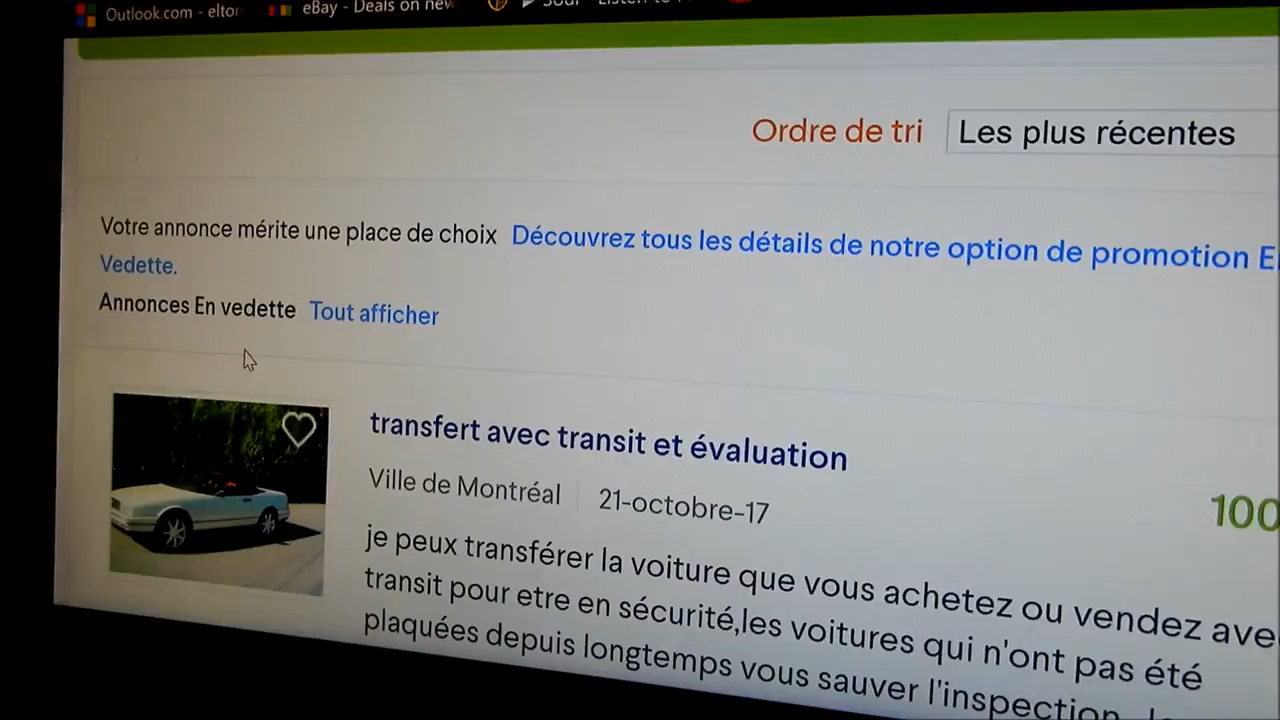 Outlook.com - elton
eBay - Deals on new
Ordre de tri Les plus récentes
Votre annonce mérite une place de choix Découvrez tous les détails de notre option de promotion
Vedette.
Annonces En vedette Tout afficher
transfert avec transit et évaluation
Ville de Montréal 21-octobre-17
100
je peux transférer la voiture que vous achetez ou vendez
transit pour etre en sécurité,les voitures qui n'ont pas été
plaquées depuis longtemps vous sauver l'inspection